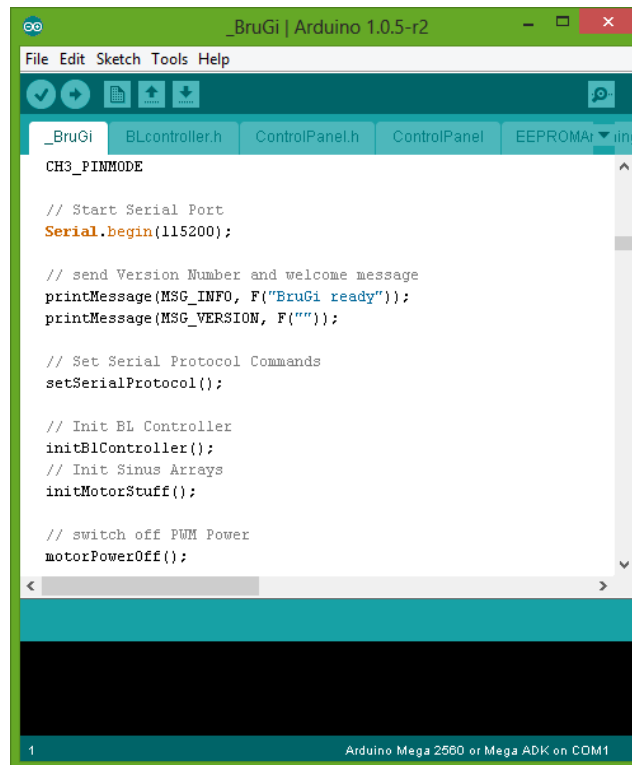 _BruGi | Arduino 1.0.5-r2
File Edit Sketch Tools Help
_BruGi BLcontroller.h ControlPanel.h ControlPanel EEPROMAr
CH3_PINMODE
// Start Serial Port
Serial.begin(115200);
// send Version Number and welcome message
printMessage(MSG_INFO, F("BruGi ready"));
printMessage(MSG_VERSION, F(""));
// Set Serial Protocol Commands
setSerialProtocol();
// Init BL Controller
initBlController();
// Init Sinus Arrays
initMotorStuff();
// switch off PWM Power
motorPowerOff();
1 Arduino Mega 2560 or Mega ADK on COM1